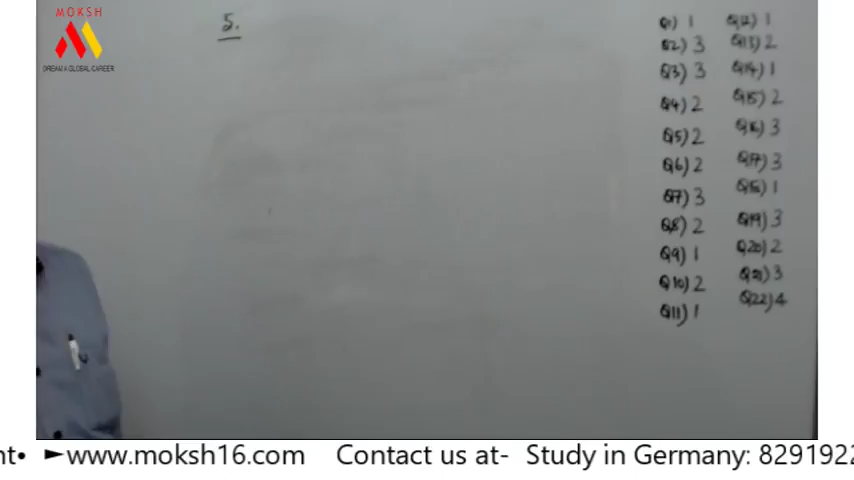 MOKSH
DREAM A GLOBAL CAREER
5.
Q1) 1
Q2) 3
Q3) 3
Q4) 2
Q5) 2
Q6) 2
Q7) 3
Q8) 2
Q9) 1
Q10) 2
Q11) 1
Q12) 1
Q13) 2
Q14) 1
Q15) 2
Q16) 3
Q17) 3
Q18) 1
Q19) 3
Q20) 2
Q21) 3
Q22) 4
nt• ►www.moksh16.com Contact us at- Study in Germany: 8291922